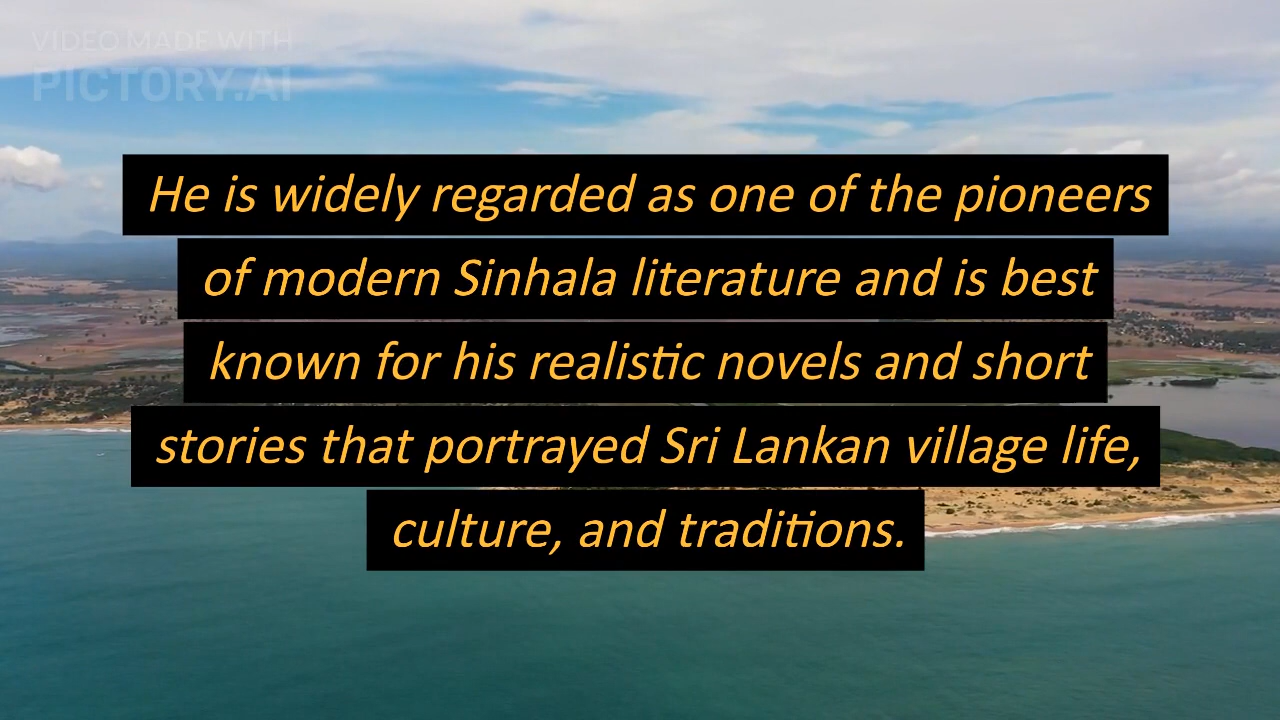 VIDEO MADE WITH
PICTORY.AI
He is widely regarded as one of the pioneers
of modern Sinhala literature and is best
known for his realistic novels and short
stories that portrayed Sri Lankan village life,
culture, and traditions.